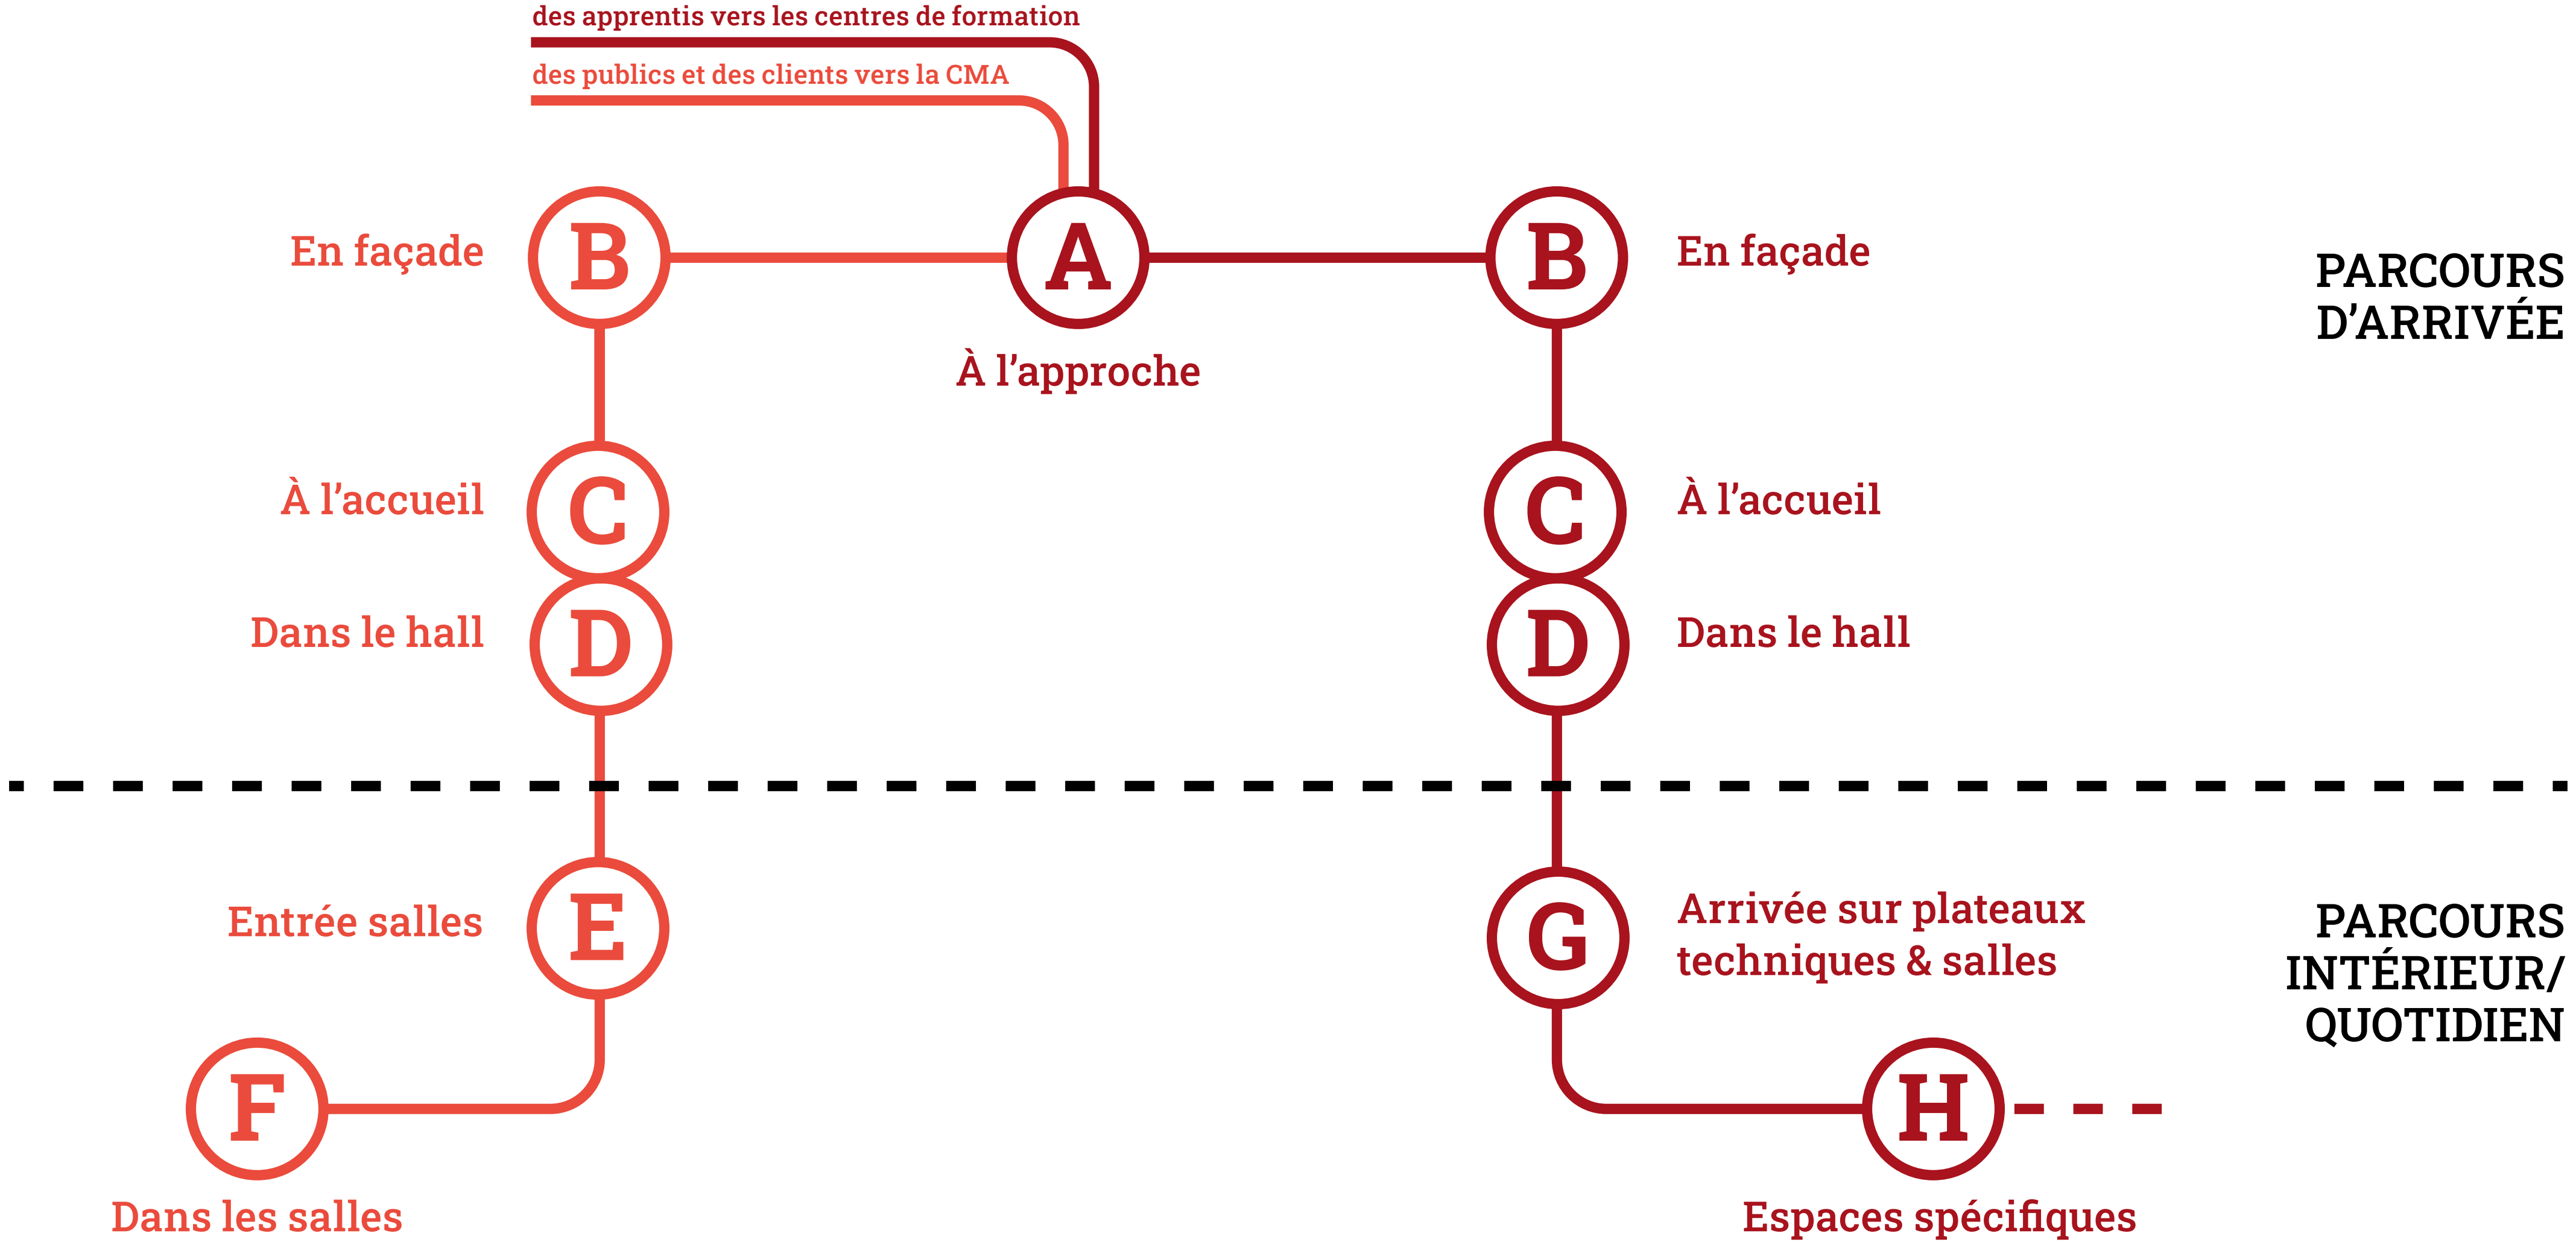 des apprentis vers les centres de formation
des publics et des clients vers la CMA
En façade
B
A
B
En façade
PARCOURS
D’ARRIVÉE
À l’approche
À l’accueil
C
C
À l’accueil
Dans le hall
D
D
Dans le hall
Entrée salles
E
G
Arrivée sur plateaux
techniques & salles
PARCOURS
INTÉRIEUR/
QUOTIDIEN
F
H
Dans les salles
Espaces spécifiques